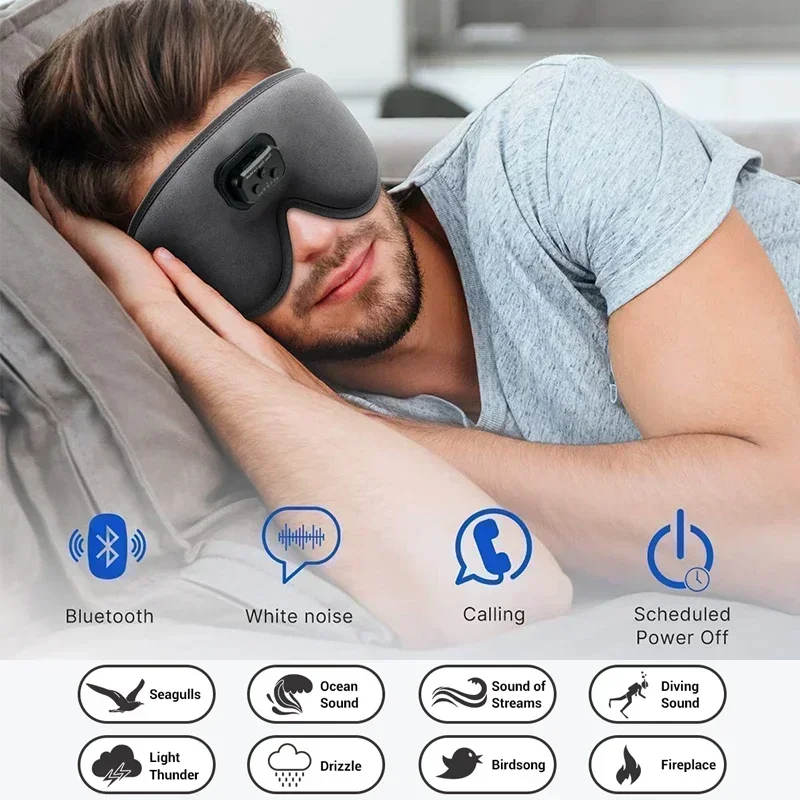 Bluetooth
White noise
Calling
Scheduled
Power Off
Seagulls
Ocean
Sound
Sound of
Streams
Diving
Sound
Light
Thunder
Drizzle
Birdsong
Fireplace